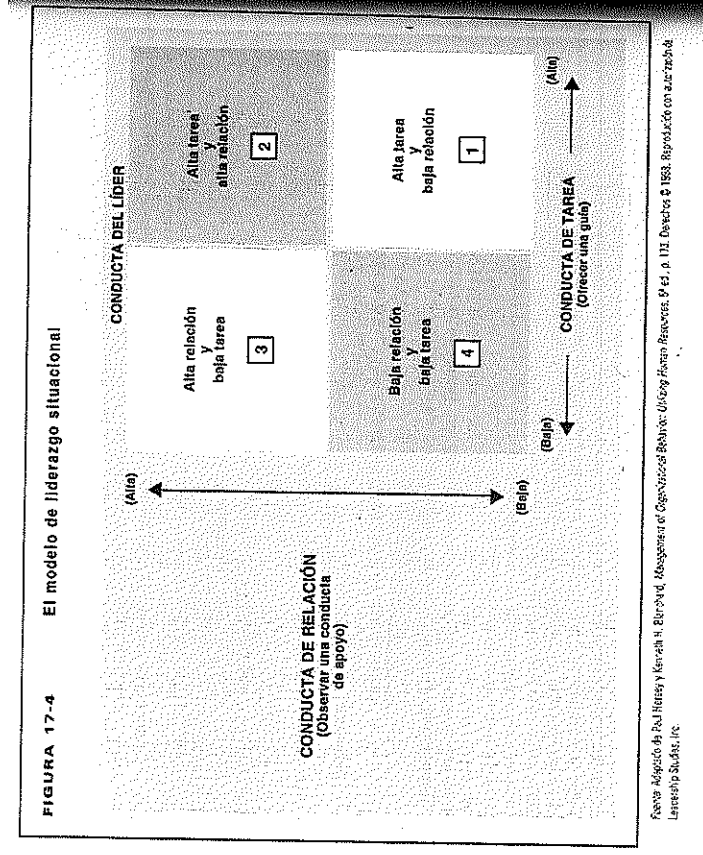 FIGURA 17-4 El modelo de liderazgo situacional
CONDUCTA DEL LÍDER
(Alta)
Alta relación
y
baja tarea
3
Alta tarea
y
alta relación
2
CONDUCTA DE RELACIÓN
(Observar una conducta
de apoyo)
Baja relación
y
baja tarea
4
Alta tarea
y
baja relación
1
(Baja)
(Baja)
(Alta)
CONDUCTA DE TAREA
(Ofrecer una guía)
Fuente: Adaptado de Paul Hersey y Kenneth H. Blanchard, Management of Organizational Behavior: Utilizing Human Resources, 5ª ed., p. 173. Derechos © Reproducido con autorización de
Leadership Studies, Inc.